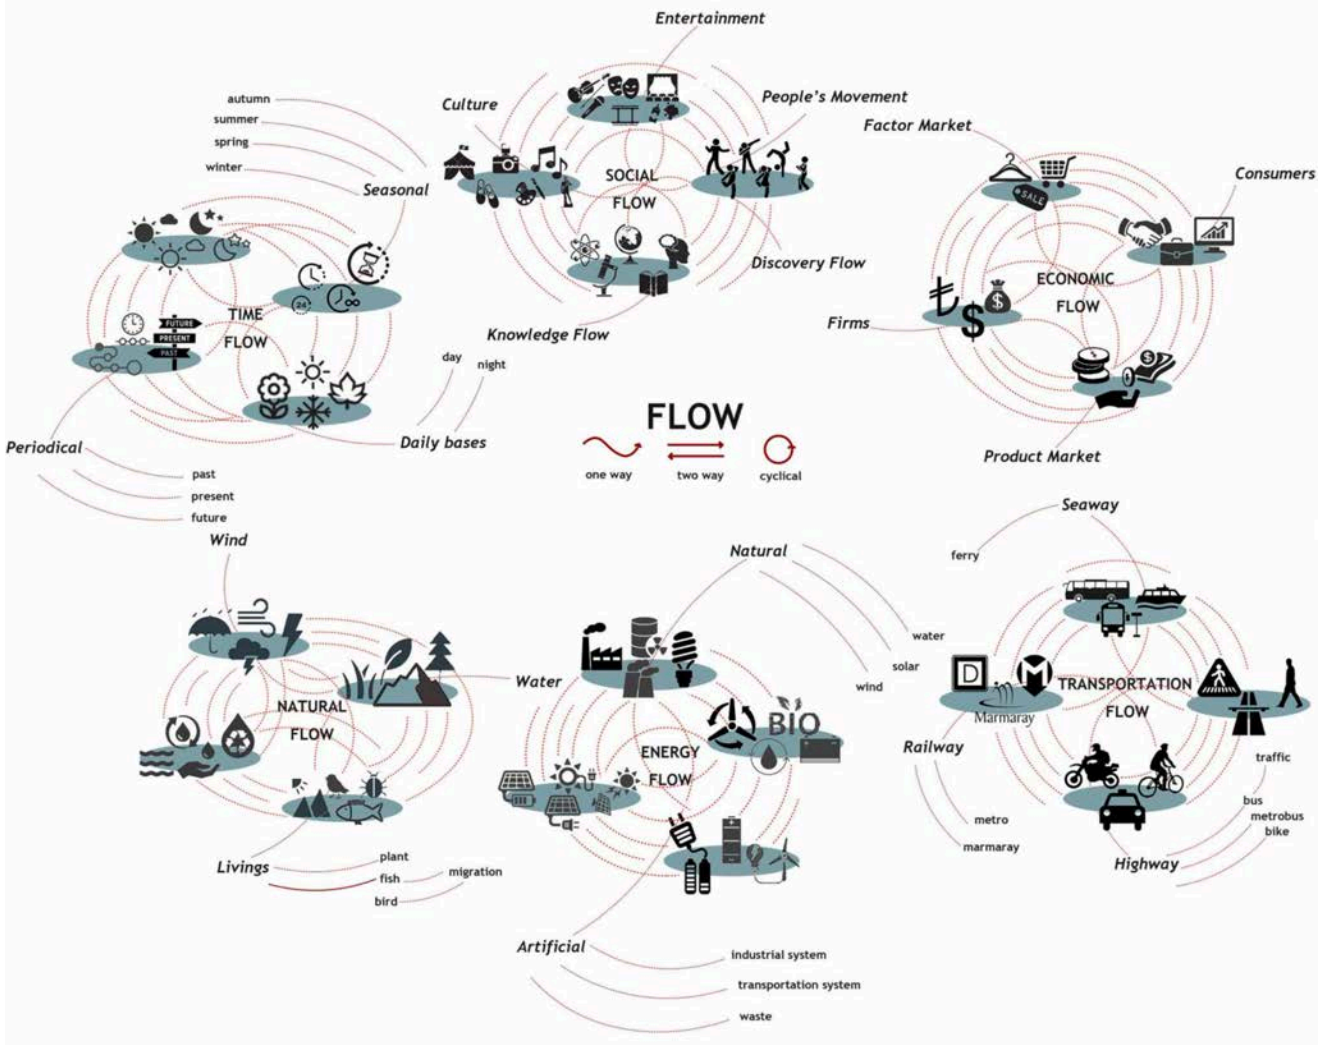 Entertainment
Culture
People's Movement
SOCIAL
FLOW
Discovery Flow
Knowledge Flow
autumn
summer
spring
winter
Seasonal
24
TIME
FLOW
FUTURE
PRESENT
PAST
day
night
Daily bases
Periodical
past
present
future
Factor Market
Consumers
SALE
ECONOMIC
FLOW
Firms
₺
$
$
$
$
$
Product Market
FLOW
one way
two way
cyclical
Wind
NATURAL
FLOW
Water
Livings
plant
fish
migration
bird
Natural
water
solar
wind
BIO
ENERGY
FLOW
Artificial
industrial system
transportation system
waste
Seaway
ferry
D
M
Marmaray
TRANSPORTATION
FLOW
Railway
metro
marmaray
traffic
bus
metrobus
bike
Highway